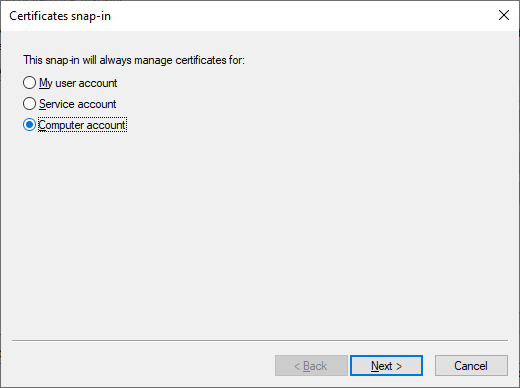 Certificates snap-in
This snap-in will always manage certificates for:
My user account
Service account
Computer account
< Back
Next >
Cancel